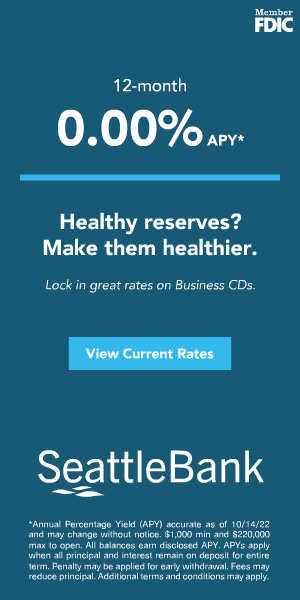 Member
FDIC
12-month
0.00% APY*
Healthy reserves?
Make them healthier.
Lock in great rates on Business CDs.
View Current Rates
SeattleBank
*Annual Percentage Yield (APY) accurate as of 10/14/22
and may change without notice. $1,000 min and $220,000
max to open. All balances earn disclosed APY. APYs apply
when all principal and interest remain on deposit for entire
term. Penalty may be applied for early withdrawal. Fees may
reduce principal. Additional terms and conditions may apply.